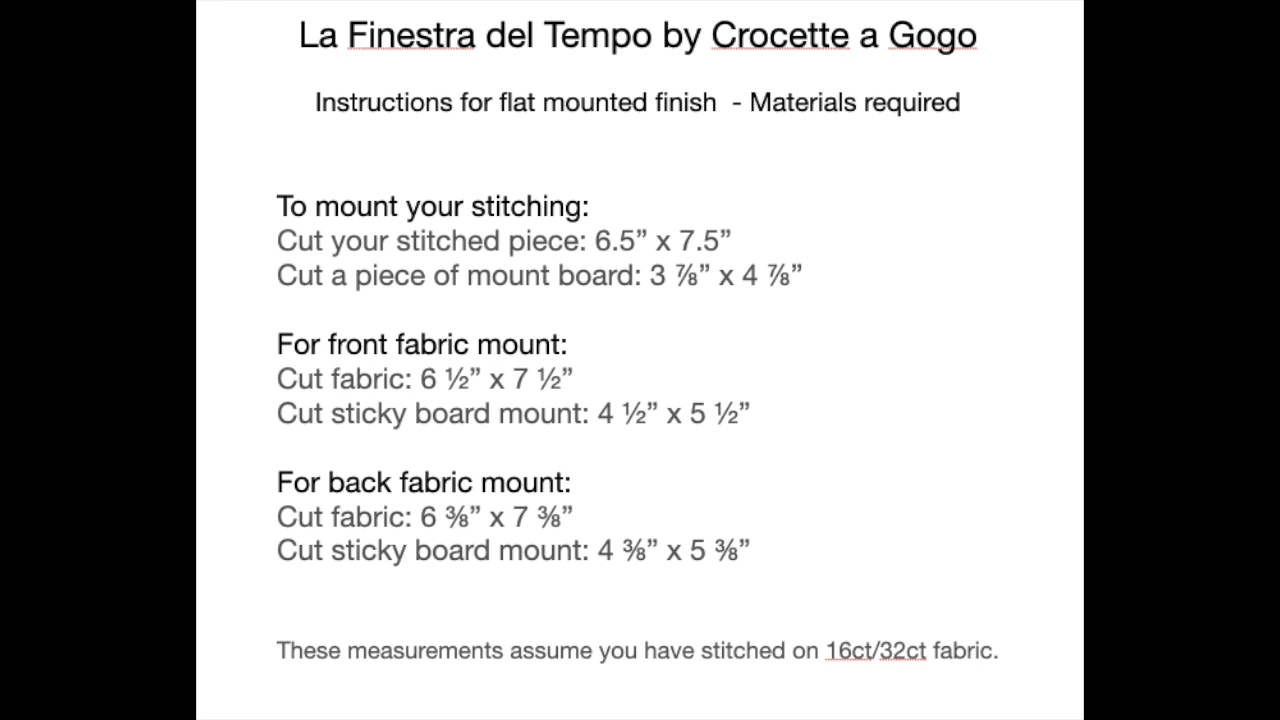 La Finestra del Tempo by Crocette a Gogo
Instructions for flat mounted finish  - Materials required
To mount your stitching:
Cut your stitched piece: 6.5” x 7.5”
Cut a piece of mount board: 3 ⅞” x 4 ⅞”
For front fabric mount:
Cut fabric: 6 ½” x 7 ½”
Cut sticky board mount: 4 ½” x 5 ½”
For back fabric mount:
Cut fabric: 6 ⅜” x 7 ⅜”
Cut sticky board mount: 4 ⅜” x 5 ⅜”
These measurements assume you have stitched on 16ct/32ct fabric.